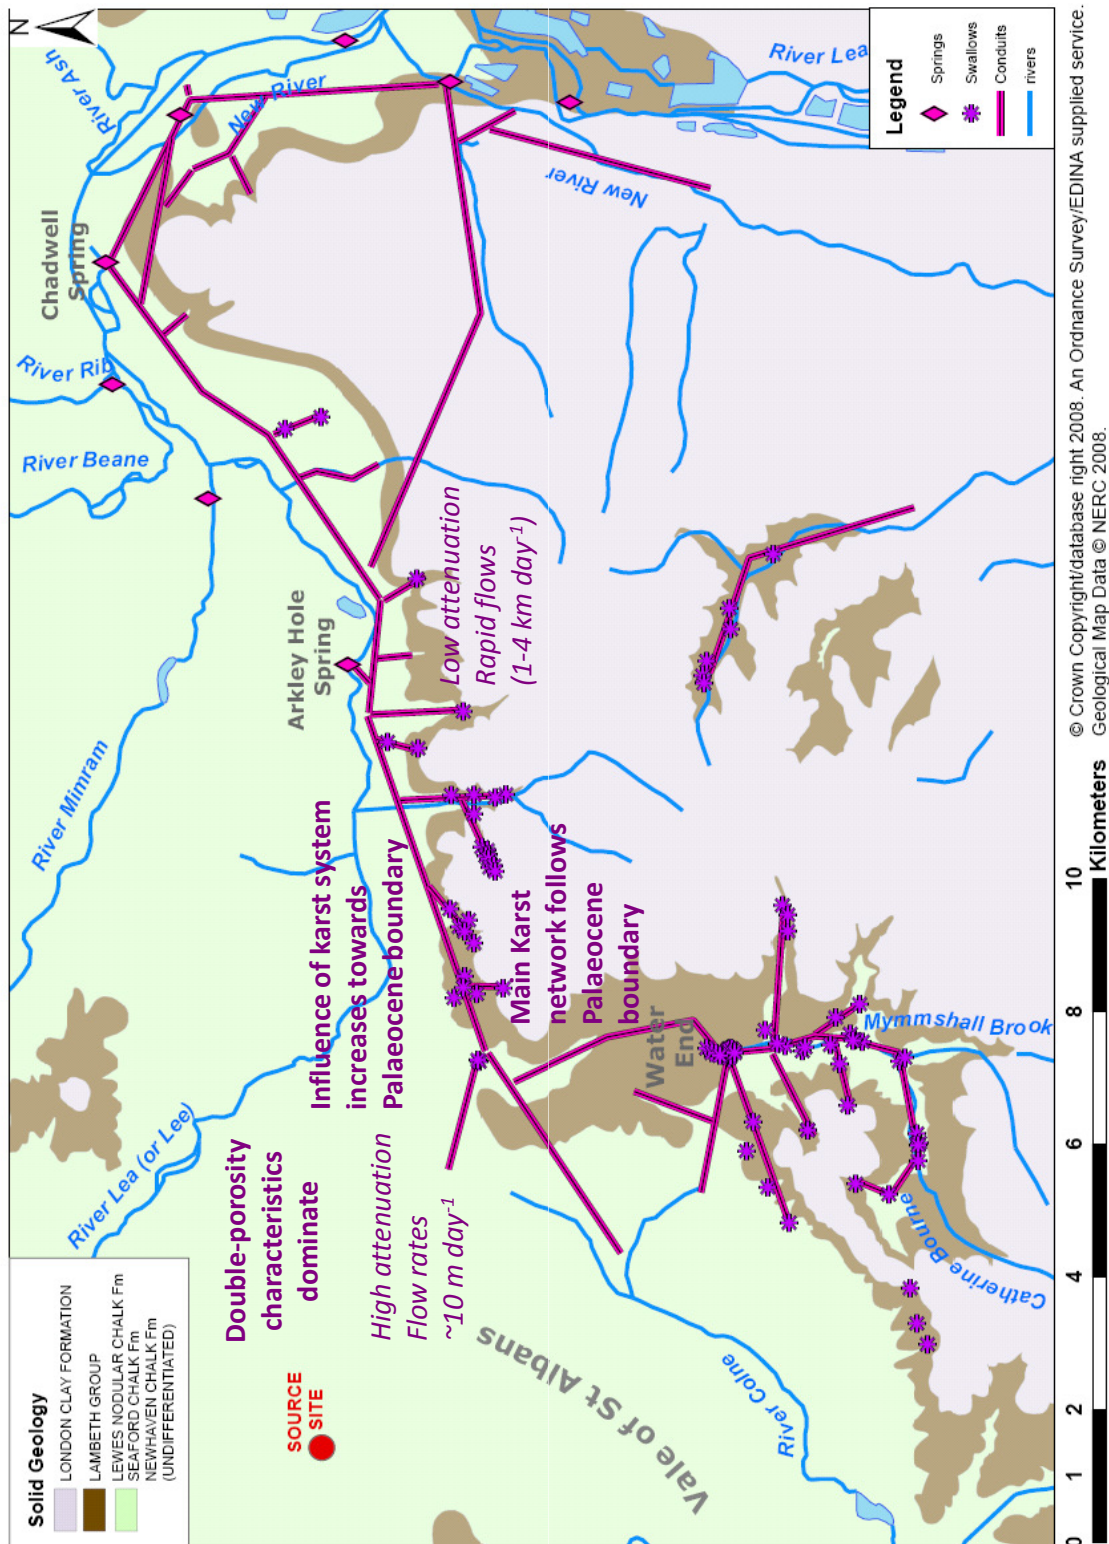 N
River Ash
New River
River Lea
Chadwell
Spring
River Rib
River Beane
New River
Legend
Springs
Swallows
Conduits
rivers
Arkley Hole
Spring
River Mimram
Low attenuation
Rapid flows
(1-4 km day-1)
Influence of karst system
increases towards
Palaeocene boundary
Main Karst
network follows
Palaeocene
boundary
River Lea (or Lee)
Double-porosity
characteristics
dominate
High attenuation
Flow rates
~10 m day-1
Water
End
Mymmshall Brook
Catherine Bourne
SOURCE
SITE
Vale of St Albans
River Colne
Solid Geology
LONDON CLAY FORMATION
LAMBETH GROUP
LEWES NODULAR CHALK Fm
SEAFORD CHALK Fm
NEWHAVEN CHALK Fm
(UNDIFFERENTIATED)
0 1 2 4 6 8 10
Kilometers
© Crown Copyright/database right 2008. An Ordnance Survey/EDINA supplied service.
Geological Map Data © NERC 2008.